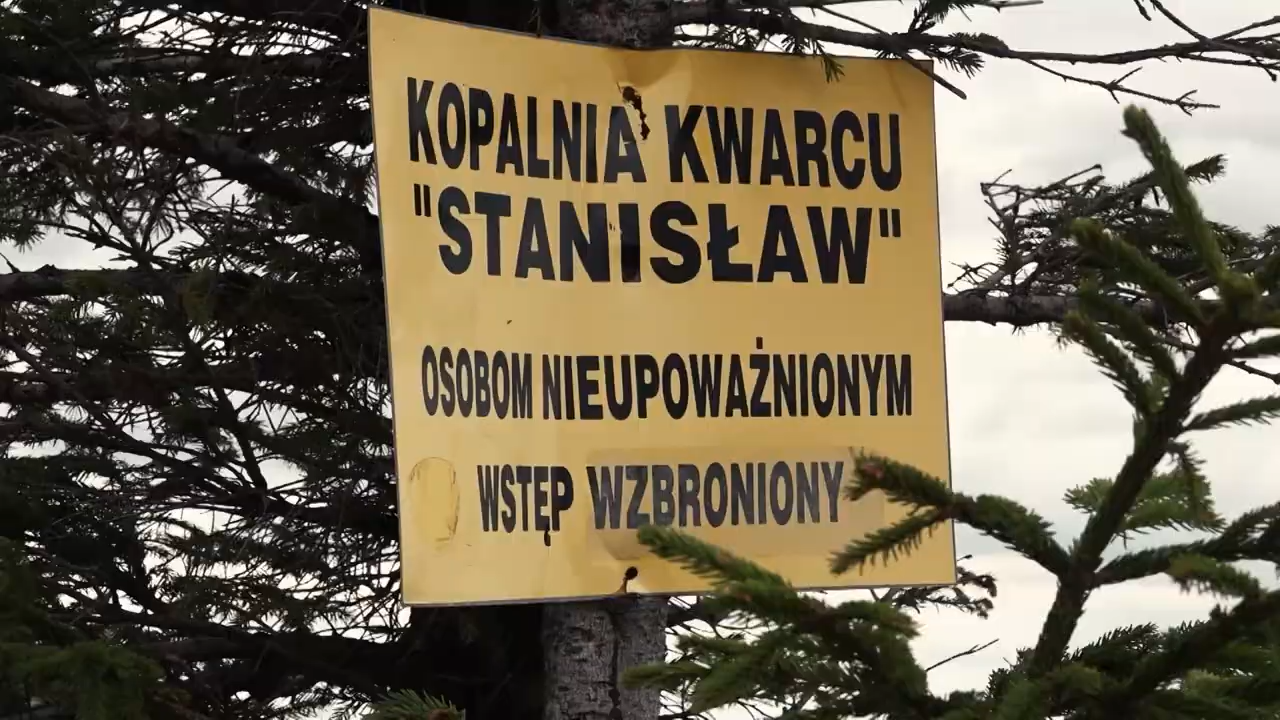 KOPALNIA KWARCU
"STANISŁAW"
OSOBOM NIEUPOWAŻNIONYM
WSTĘP WZBRONIONY